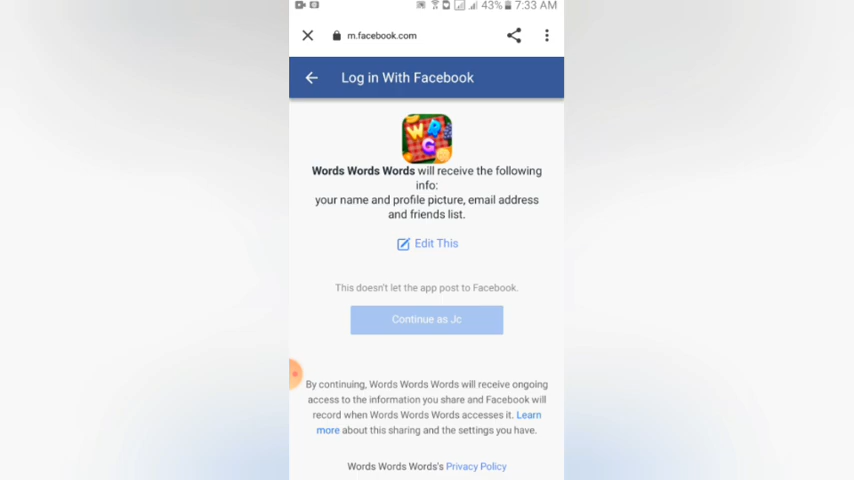 43% 7:33 AM
m.facebook.com
Log in With Facebook
W R
G
Words Words Words will receive the following
info:
your name and profile picture, email address
and friends list.
Edit This
This doesn't let the app post to Facebook.
Continue as Jc
By continuing, Words Words Words will receive ongoing
access to the information you share and Facebook will
record when Words Words Words accesses it. Learn
more about this sharing and the settings you have.
Words Words Words's Privacy Policy